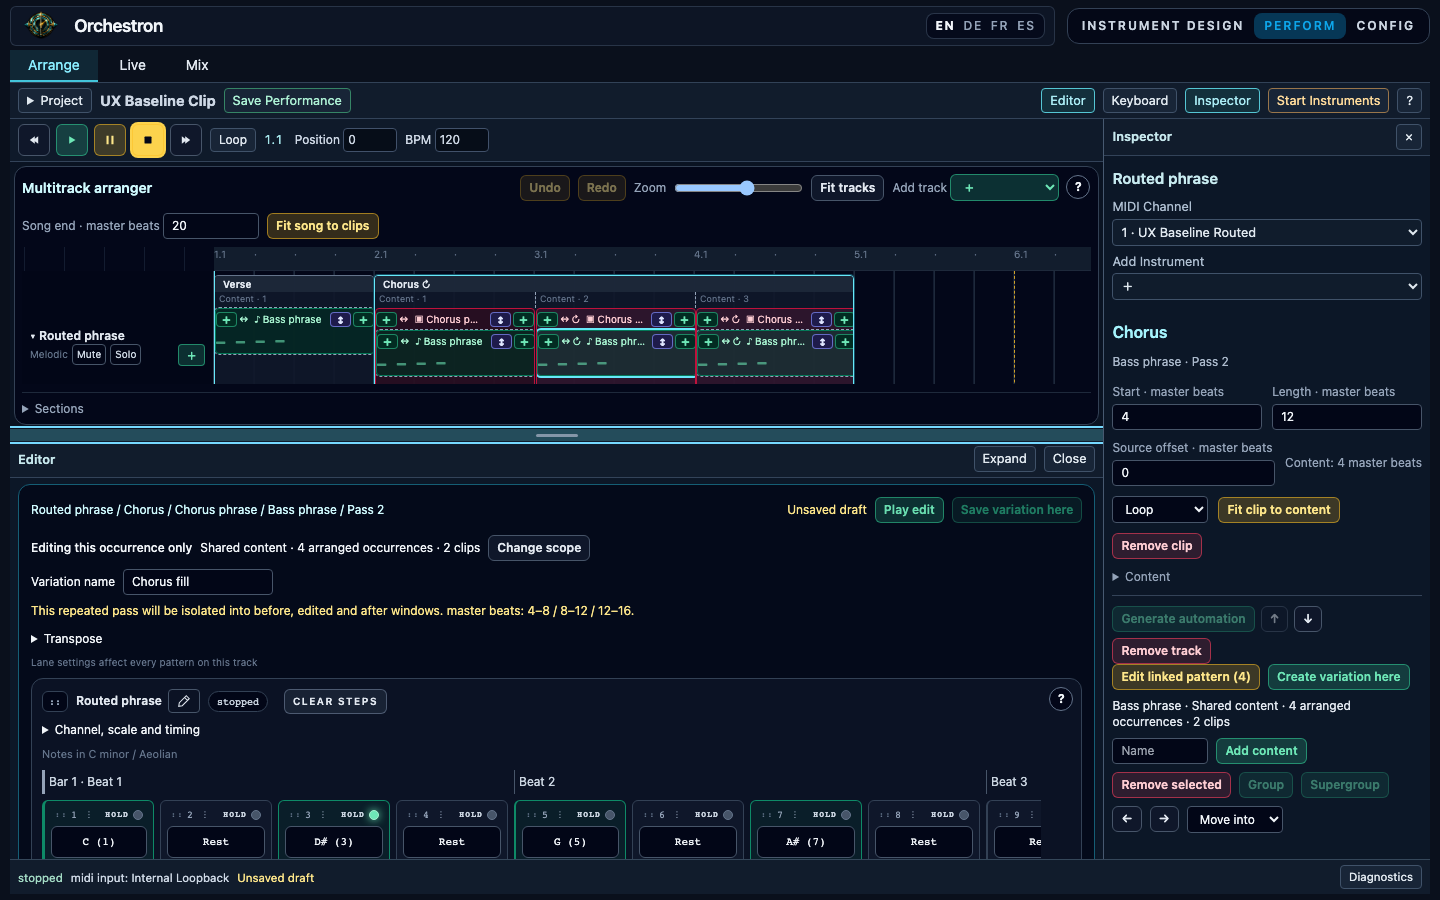 Orchestron
EN DE FR ES
INSTRUMENT DESIGN PERFORM CONFIG
Arrange Live Mix
Project UX Baseline Clip Save Performance
Editor Keyboard Inspector Start Instruments ?
Loop 1.1 Position 0 BPM 120
Multitrack arranger
Undo Redo Zoom Fit tracks Add track + ?
Song end · master beats 20 Fit song to clips
1.1 2.1 3.1 4.1 5.1 6.1
Verse Chorus
Content · 1 Content · 1 Content · 2 Content · 3
+ Bass phrase + + Chorus p... + + Chorus ... + + Chorus ... +
Routed phrase
Melodic Mute Solo +
+ Bass phrase + + Bass phr... + + Bass phr... +
Sections
Editor Expand Close
Routed phrase / Chorus / Chorus phrase / Bass phrase / Pass 2
Unsaved draft Play edit Save variation here
Editing this occurrence only Shared content · 4 arranged occurrences · 2 clips Change scope
Variation name Chorus fill
This repeated pass will be isolated into before, edited and after windows. master beats: 4–8 / 8–12 / 12–16.
Transpose
Lane settings affect every pattern on this track
Routed phrase stopped CLEAR STEPS ?
Channel, scale and timing
Notes in C minor / Aeolian
Bar 1 · Beat 1 Beat 2 Beat 3
1 HOLD 2 HOLD 3 HOLD 4 HOLD 5 HOLD 6 HOLD 7 HOLD 8 HOLD 9
C (1) Rest D# (3) Rest G (5) Rest A# (7) Rest Re
Inspector ×
Routed phrase
MIDI Channel
1 · UX Baseline Routed
Add Instrument
+
Chorus
Bass phrase · Pass 2
Start · master beats Length · master beats
4 12
Source offset · master beats
0 Content: 4 master beats
Loop Fit clip to content
Remove clip
Content
Generate automation ↑ ↓
Remove track
Edit linked pattern (4) Create variation here
Bass phrase · Shared content · 4 arranged
occurrences · 2 clips
Name Add content
Remove selected Group Supergroup
← → Move into
stopped midi input: Internal Loopback Unsaved draft
Diagnostics